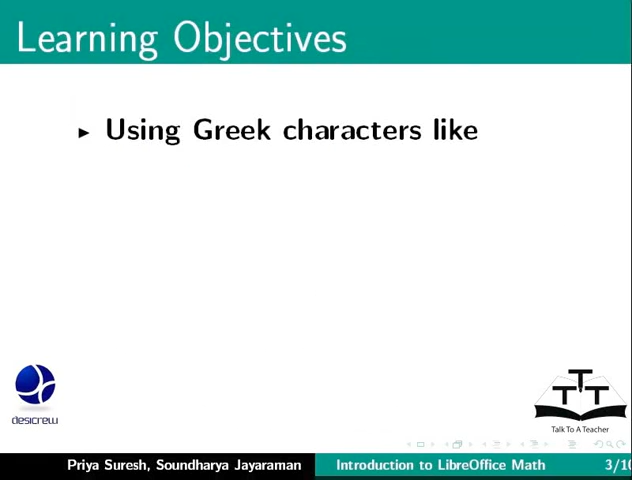 Learning Objectives
Using Greek characters like
desicrew
T T T
Talk To A Teacher
Priya Suresh, Soundharya Jayaraman Introduction to LibreOffice Math 3/10